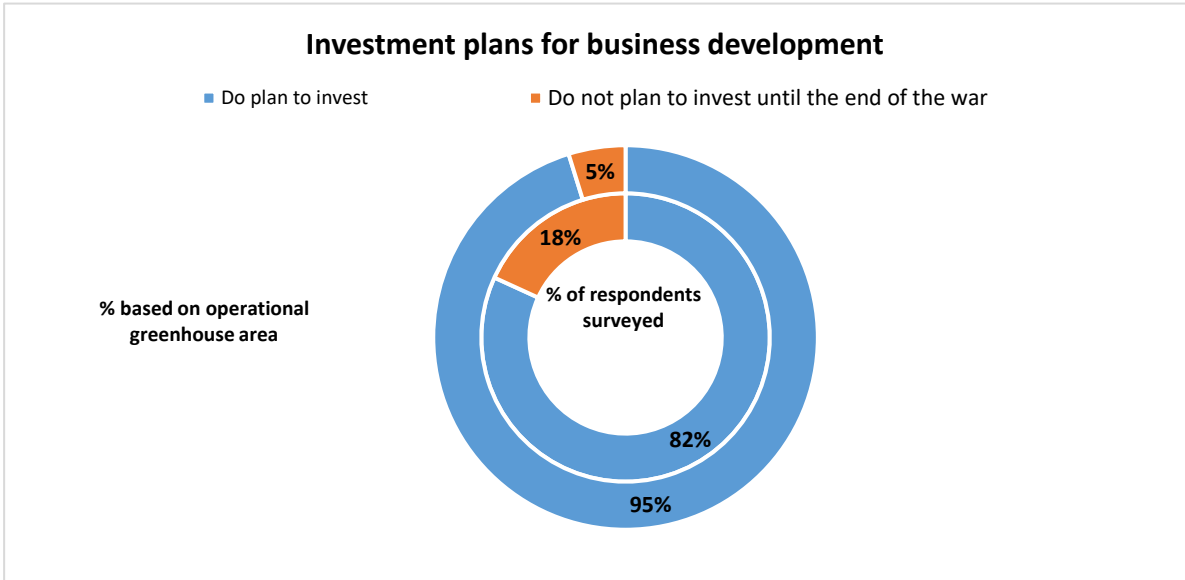 Investment plans for business development
Do plan to invest
Do not plan to invest until the end of the war
5%
18%
% of respondents
surveyed
% based on operational
greenhouse area
82%
95%